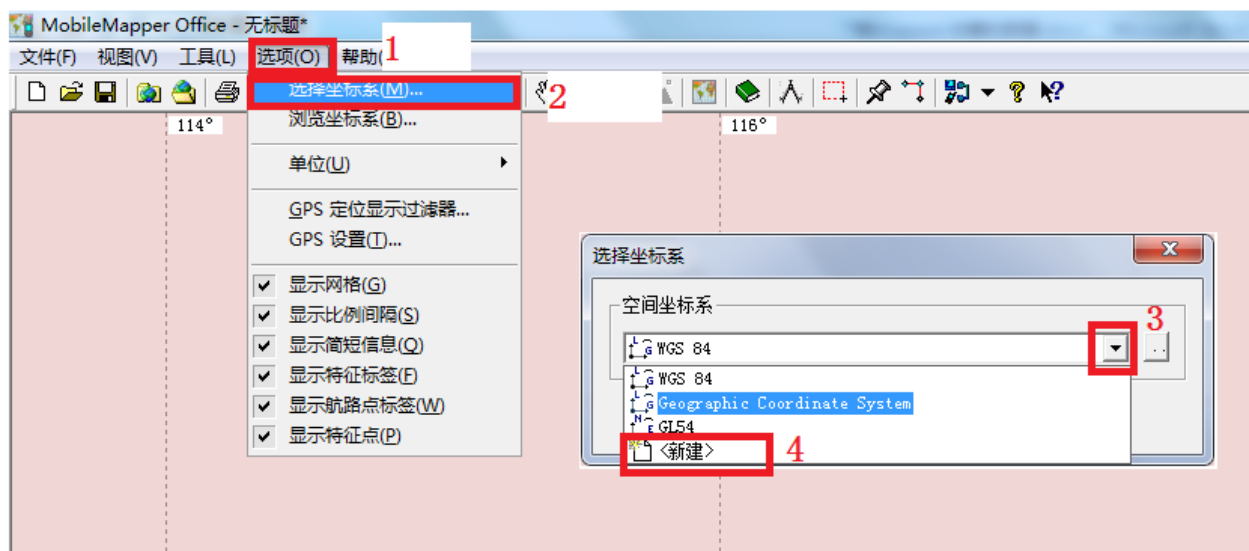 MobileMapper Office - 无标题*
文件(F) 视图(V) 工具(L) 选项(O) 帮助( 1
选择坐标系(M)... 2
浏览坐标系(B)...
114° 116°
单位(U)
GPS 定位显示过滤器...
GPS 设置(T)...
显示网格(G)
显示比例间隔(S)
显示简短信息(Q)
显示特征标签(F)
显示航路点标签(W)
显示特征点(P)
选择坐标系
空间坐标系
3
WGS 84 ..
WGS 84
Geographic Coordinate System
GL54
<新建> 4